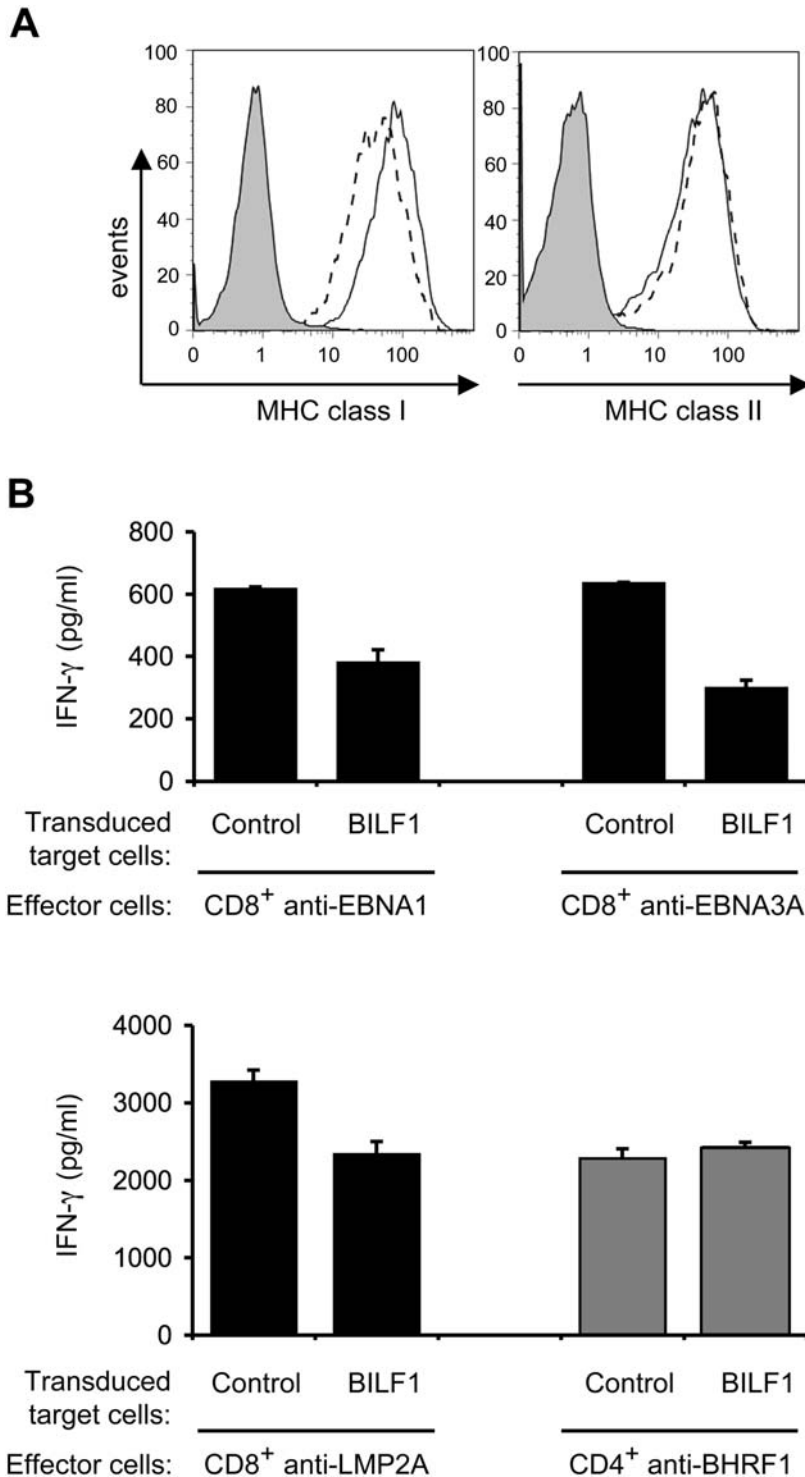 A
100
80
60
40
20
0
events
0 1 10 100
MHC class I
100
80
60
40
20
0
0 1 10 100
MHC class II
B
800
600
400
200
0
IFN-γ (pg/ml)
Transduced target cells:
Control BILF1 Control BILF1
Effector cells: CD8+ anti-EBNA1 CD8+ anti-EBNA3A
4000
3000
2000
1000
0
IFN-γ (pg/ml)
Transduced target cells:
Control BILF1 Control BILF1
Effector cells: CD8+ anti-LMP2A CD4+ anti-BHRF1